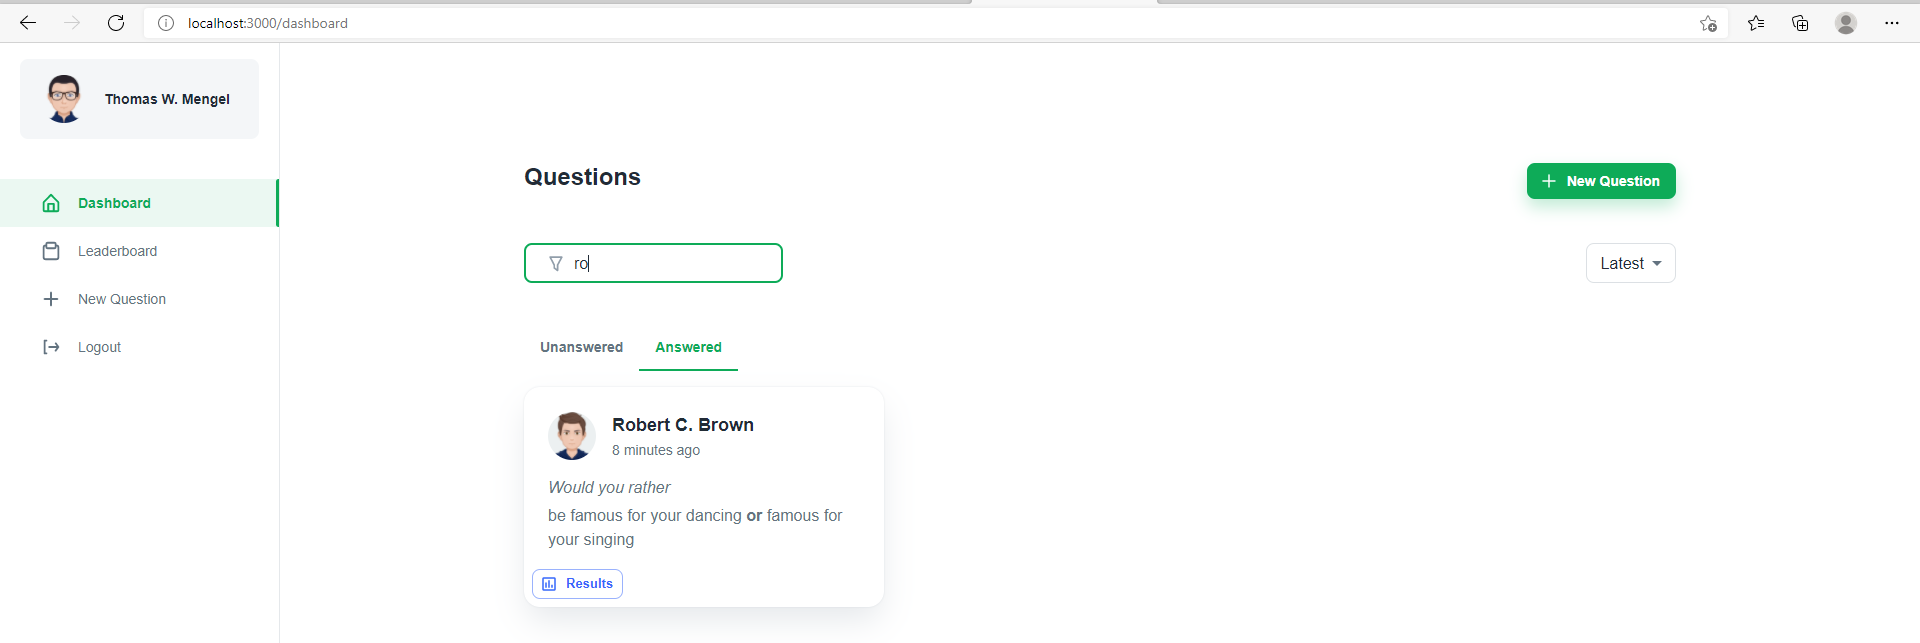 localhost:3000/dashboard
Thomas W. Mengel
Dashboard
Leaderboard
New Question
Logout
Questions
New Question
ro
Latest
Unanswered Answered
Robert C. Brown
8 minutes ago
Would you rather
be famous for your dancing or famous for
your singing
Results